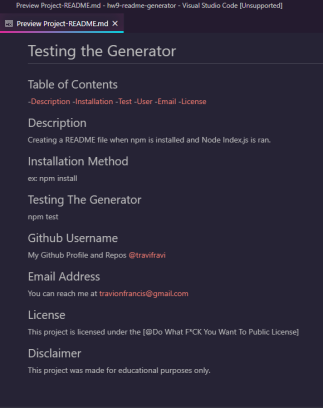 Preview Project-README.md - hw9-readme-generator - Visual Studio Code [Unsupported]
Preview Project-README.md ×
Testing the Generator
Table of Contents
-Description -Installation -Test -User -Email -License
Description
Creating a README file when npm is installed and Node Index.js is ran.
Installation Method
ex: npm install
Testing The Generator
npm test
Github Username
My Github Profile and Repos @travifravi
Email Address
You can reach me at travionfrancis@gmail.com
License
This project is licensed under the [@Do What F*CK You Want To Public License]
Disclaimer
This project was made for educational purposes only.